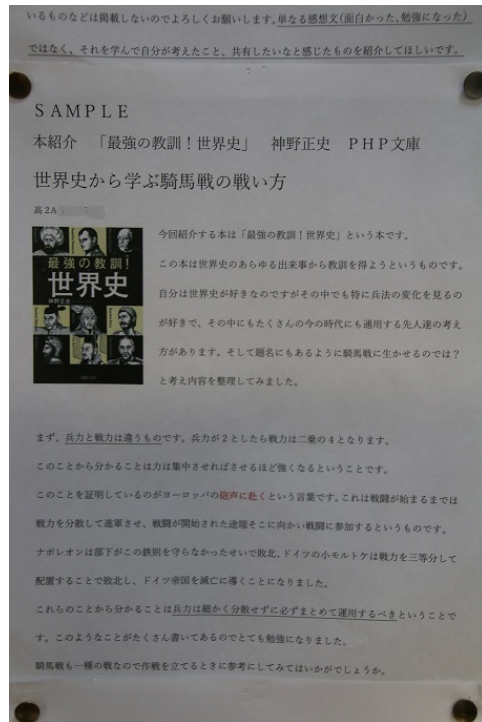 いるものなどは掲載しないのでよろしくお願いします。単なる感想文(面白かった、勉強になった)
ではなく、それを学んで自分が考えたこと、共有したいなと感じたものを紹介してほしいです。
SAMPLE
本紹介 「最強の教訓!世界史」 神野正史 PHP文庫
世界史から学ぶ騎馬戦の戦い方
高2A
最強の教訓!
世界史
神野正史
今回紹介する本は「最強の教訓!世界史」という本です。
この本は世界史のあらゆる出来事から教訓を得ようというものです。
自分は世界史が好きなのですがその中でも特に兵法の変化を見るの
が好きで、その中にもたくさんの今の時代にも通用する先人達の考え
方があります。そして題名にもあるように騎馬戦に生かせるのでは?
と考え内容を整理してみました。
まず、兵力と戦力は違うものです。兵力が2としたら戦力は二乗の4となります。
このことから分かることは力は集中させればさせるほど強くなるということです。
このことを証明しているのがヨーロッパの砲声に赴くという言葉です。これは戦闘が始まるまでは
戦力を分散して進軍させ、戦闘が開始された途端そこに向かい戦闘に参加するというものです。
ナポレオンは部下がこの鉄則を守らなかったせいで敗北、ドイツの小モルトケは戦力を三等分して
配置することで敗北し、ドイツ帝国を滅亡に導くことになりました。
これらのことから分かることは兵力は細かく分散せずに必ずまとめて運用するべきということで
す。このようなことがたくさん書いてあるのでとても勉強になりました。
騎馬戦も一種の戦なので作戦を立てるときに参考にしてみてはいかがでしょうか。